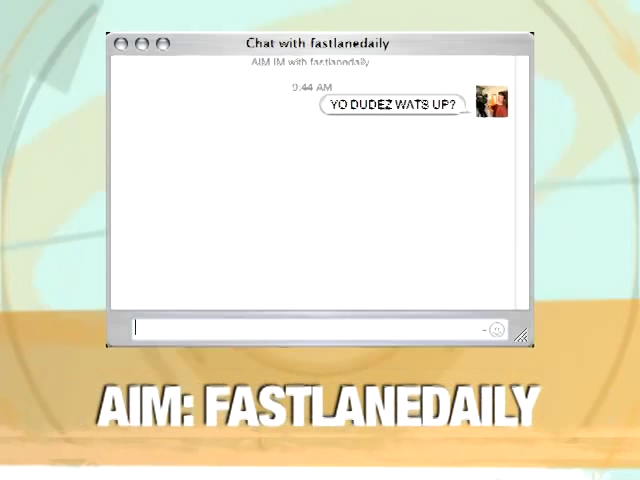 Chat with fastlanedaily
AIM IM with fastlanedaily
9:44 AM
YO DUDEZ WATS UP?
AIM: FASTLANEDAILY